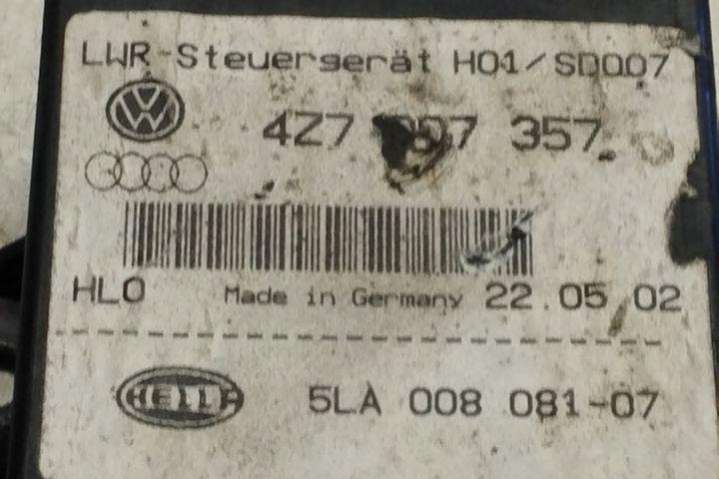 LWR-Steuergerät H01/SD007
4Z7 357
HLO Made in Germany 22.05.02
HELLA 5LA 008 081-07